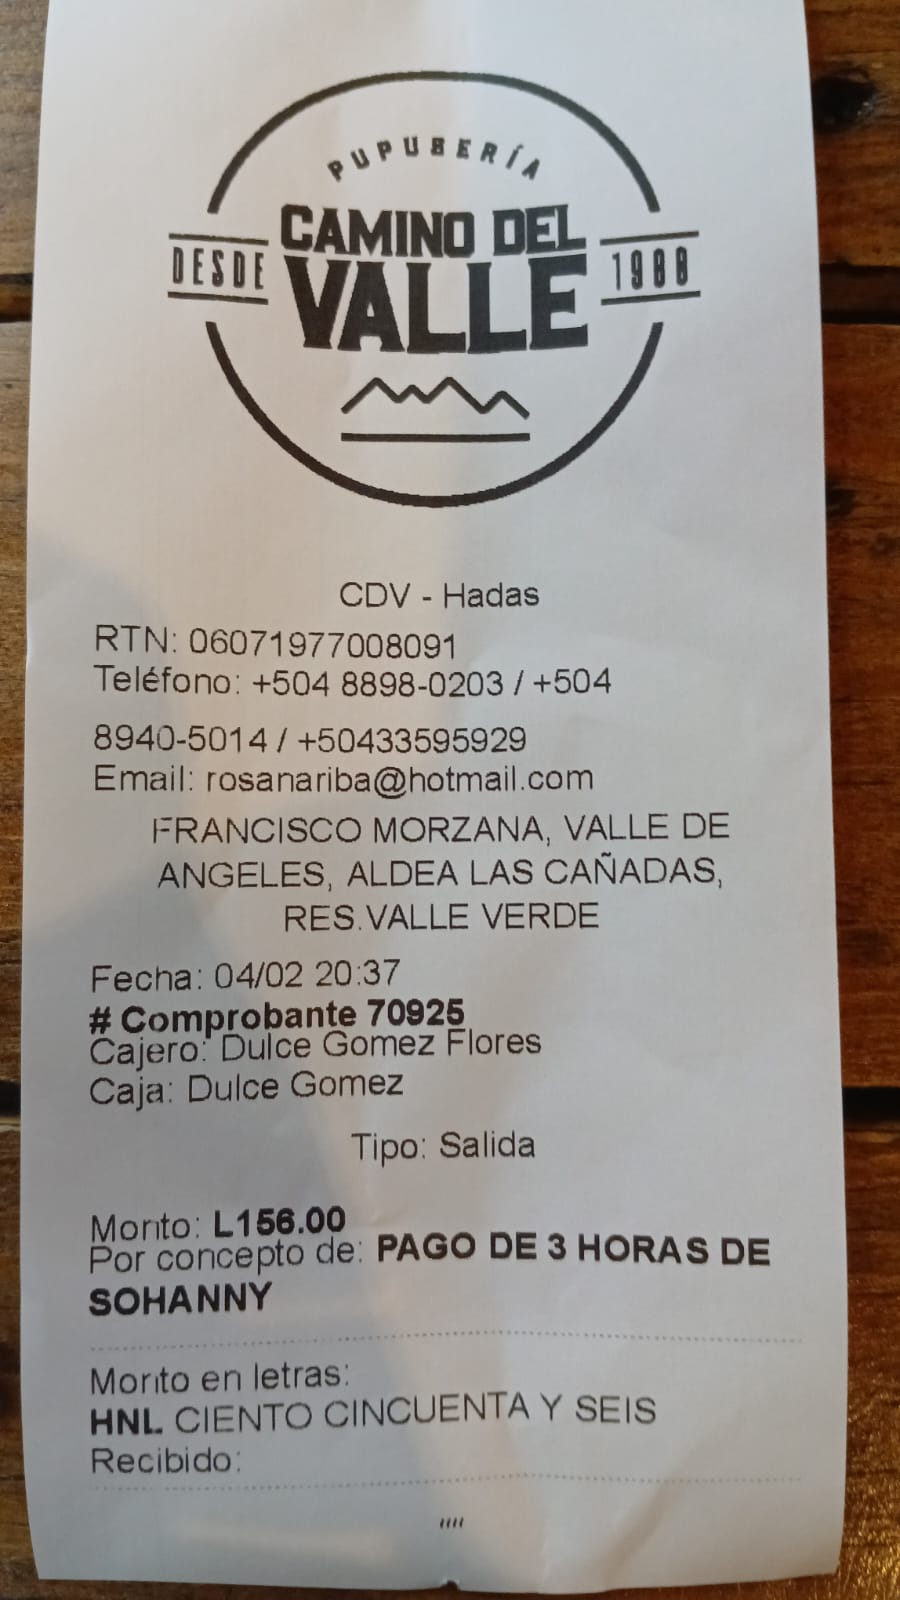 PUPUSERÍA
CAMINO DEL
DESDE VALLE 1988
CDV - Hadas
RTN: 06071977008091
Teléfono: +504 8898-0203 / +504
8940-5014 / +50433595929
Email: rosanariba@hotmail.com
FRANCISCO MORZANA, VALLE DE
ANGELES, ALDEA LAS CAÑADAS,
RES.VALLE VERDE
Fecha: 04/02 20:37
# Comprobante 70925
Cajero: Dulce Gomez Flores
Caja: Dulce Gomez
Tipo: Salida
Monto: L156.00
Por concepto de: PAGO DE 3 HORAS DE
SOHANNY
Monto en letras:
HNL CIENTO CINCUENTA Y SEIS
Recibido:
,,,,